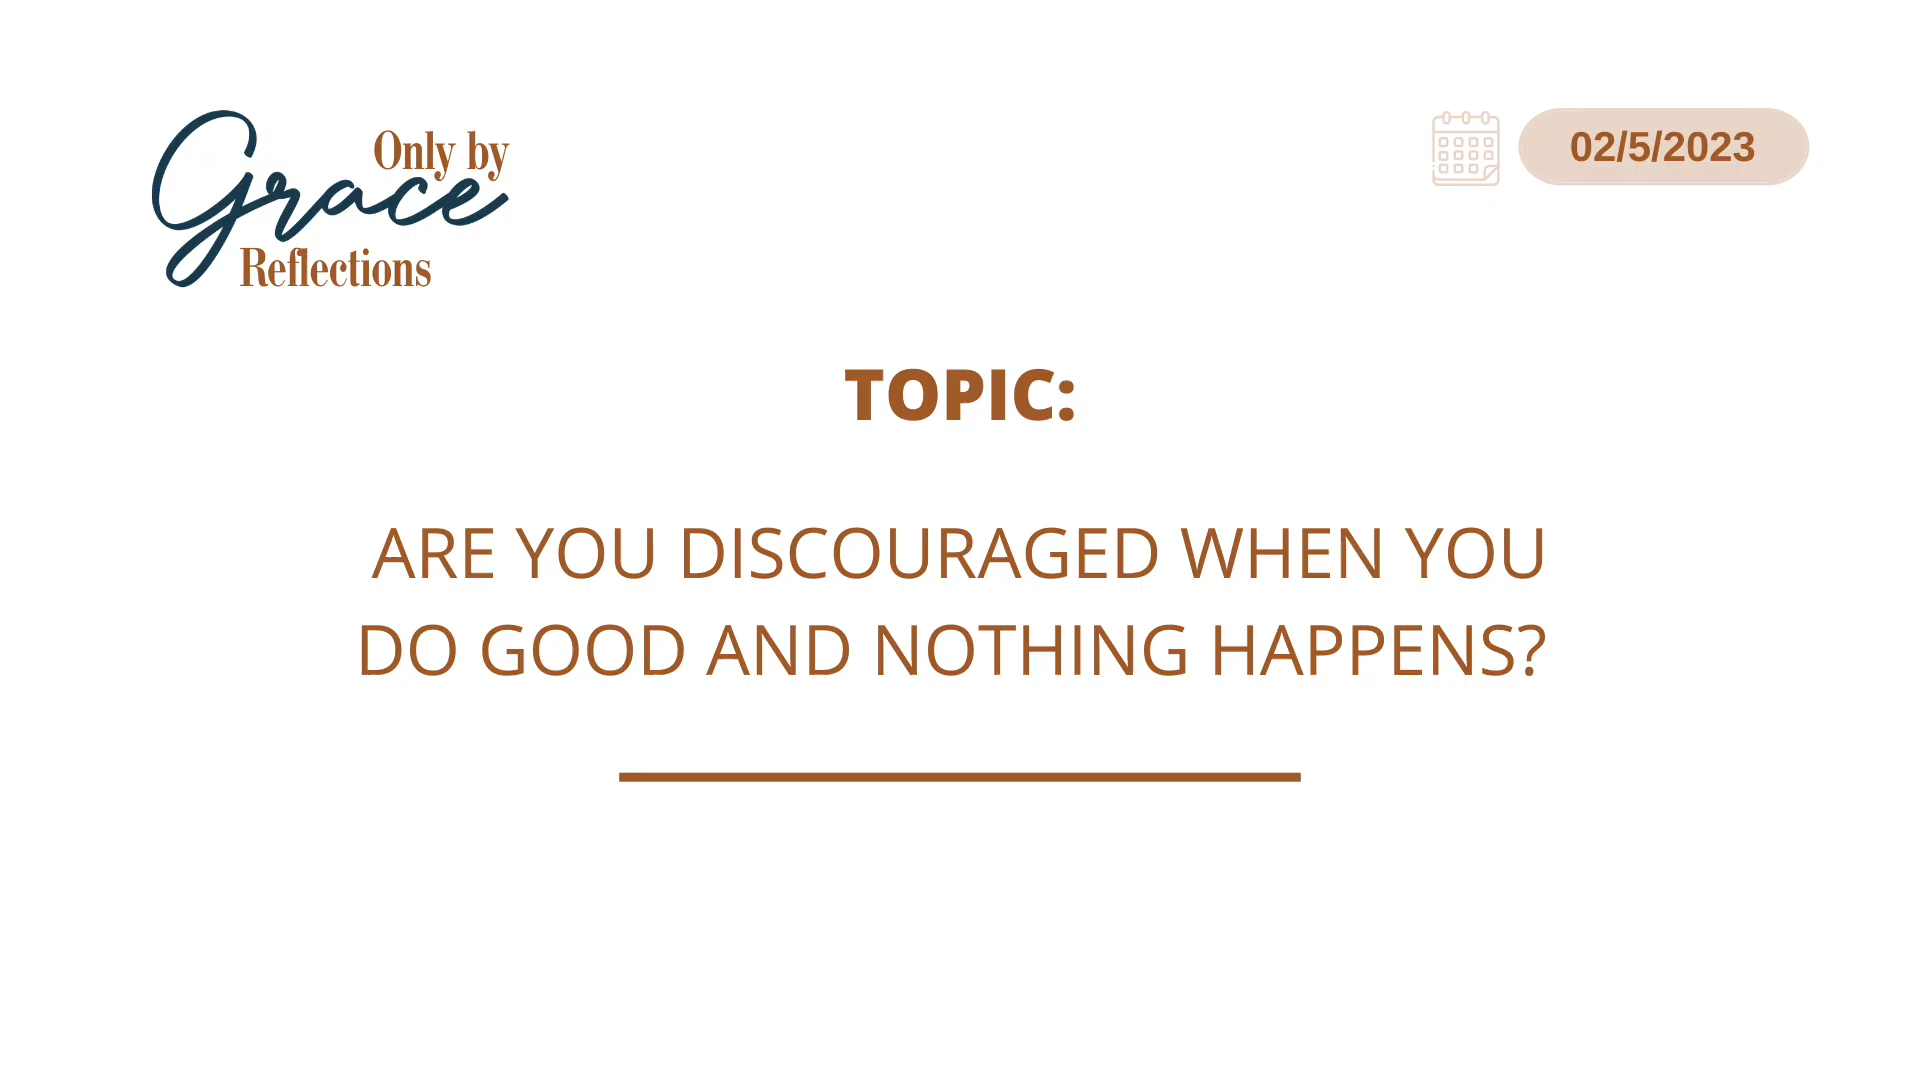 Only by
Grace
Reflections
02/5/2023
TOPIC:
ARE YOU DISCOURAGED WHEN YOU
DO GOOD AND NOTHING HAPPENS?